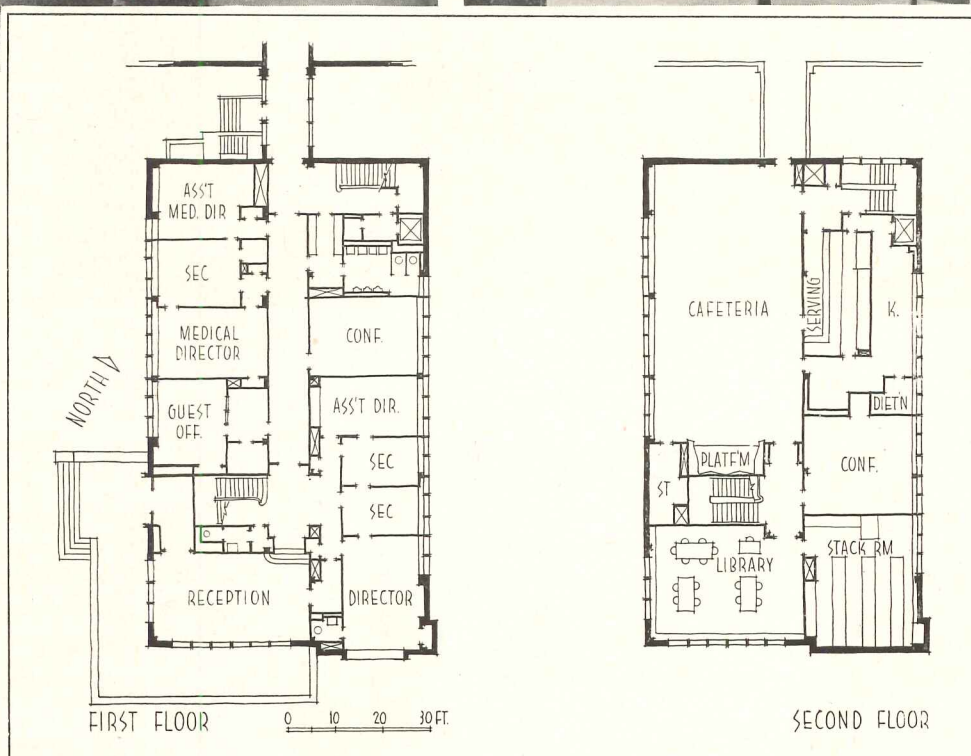 ASS'T
MED. DIR
SEC
MEDICAL
DIRECTOR
GUEST
OFF.
NORTH
CONF.
ASS'T DIR.
SEC
SEC
RECEPTION
DIRECTOR
FIRST FLOOR
0 10 20 30 FT.
CAFETERIA
SERVING
K.
DIET'N
PLATF'M
CONF.
ST
STACK RM
LIBRARY
SECOND FLOOR